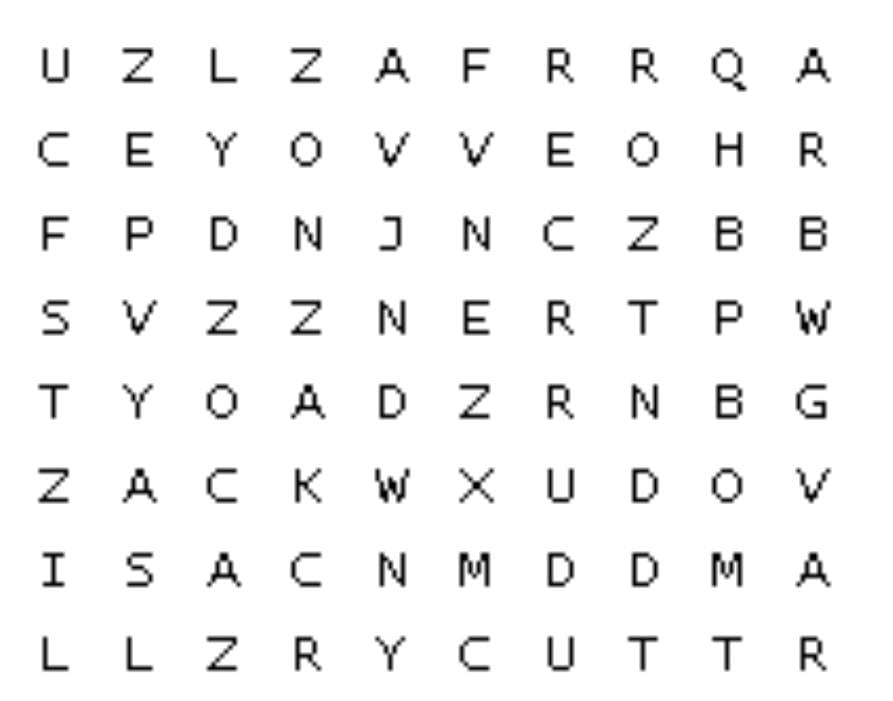 U Z L Z A F R R Q A
C E Y O V V E O H R
F P D N J N C Z B B
S V Z Z N E R T P W
T Y O A D Z R N B G
Z A C K W X U D O V
I S A C N M D D M A
L L Z R Y C U T T R